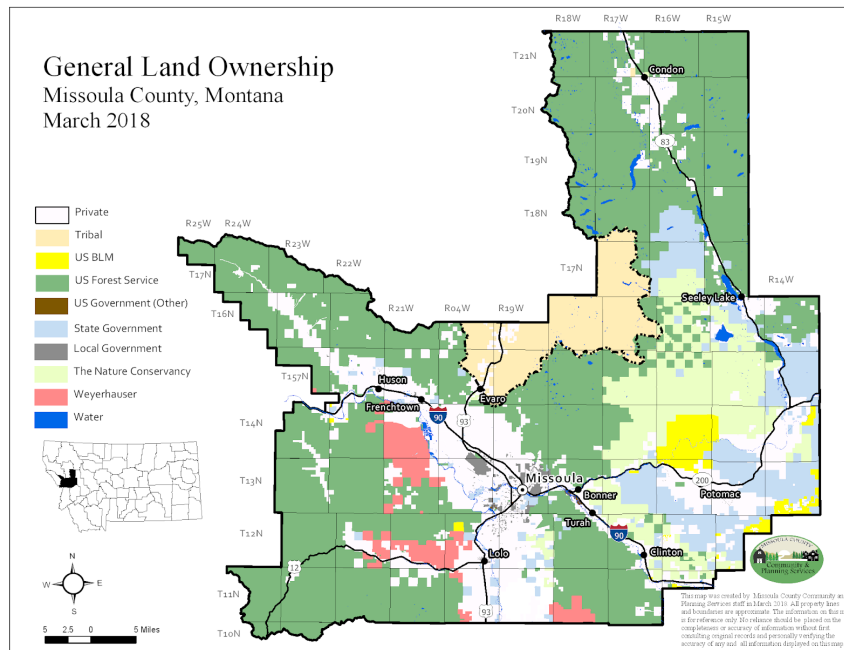 General Land Ownership
Missoula County, Montana
March 2018
R18W
R17W
R16W
R15W
T21N
Condon
T20N
83
T19N
T18N
R25W
R24W
R23W
R22W
T17N
T17N
R14W
Seeley Lake
T16N
R21W
R04W
R19W
Private
Tribal
US BLM
US Forest Service
US Government (Other)
State Government
Local Government
The Nature Conservancy
Weyerhauser
Water
T157N
Huson
Frenchtown
Evaro
T14N
90
93
T13N
Missoula
Bonner
200
Potomac
Turah
T12N
90
Lolo
Clinton
12
T11N
93
T10N
N
W
E
S
5 2.5 0 5 Miles
MISSOULA COUNTY
Community &
Planning Services
This map was created by Missoula County Community an
Planning Services staff in March 2018. All property lines
and boundaries are approximate. The information on this m
is for reference only. No reliance should be placed on the
completeness or accuracy of information without first
consulting original records and personally verifying the
accuracy of any and all information displayed on this map.